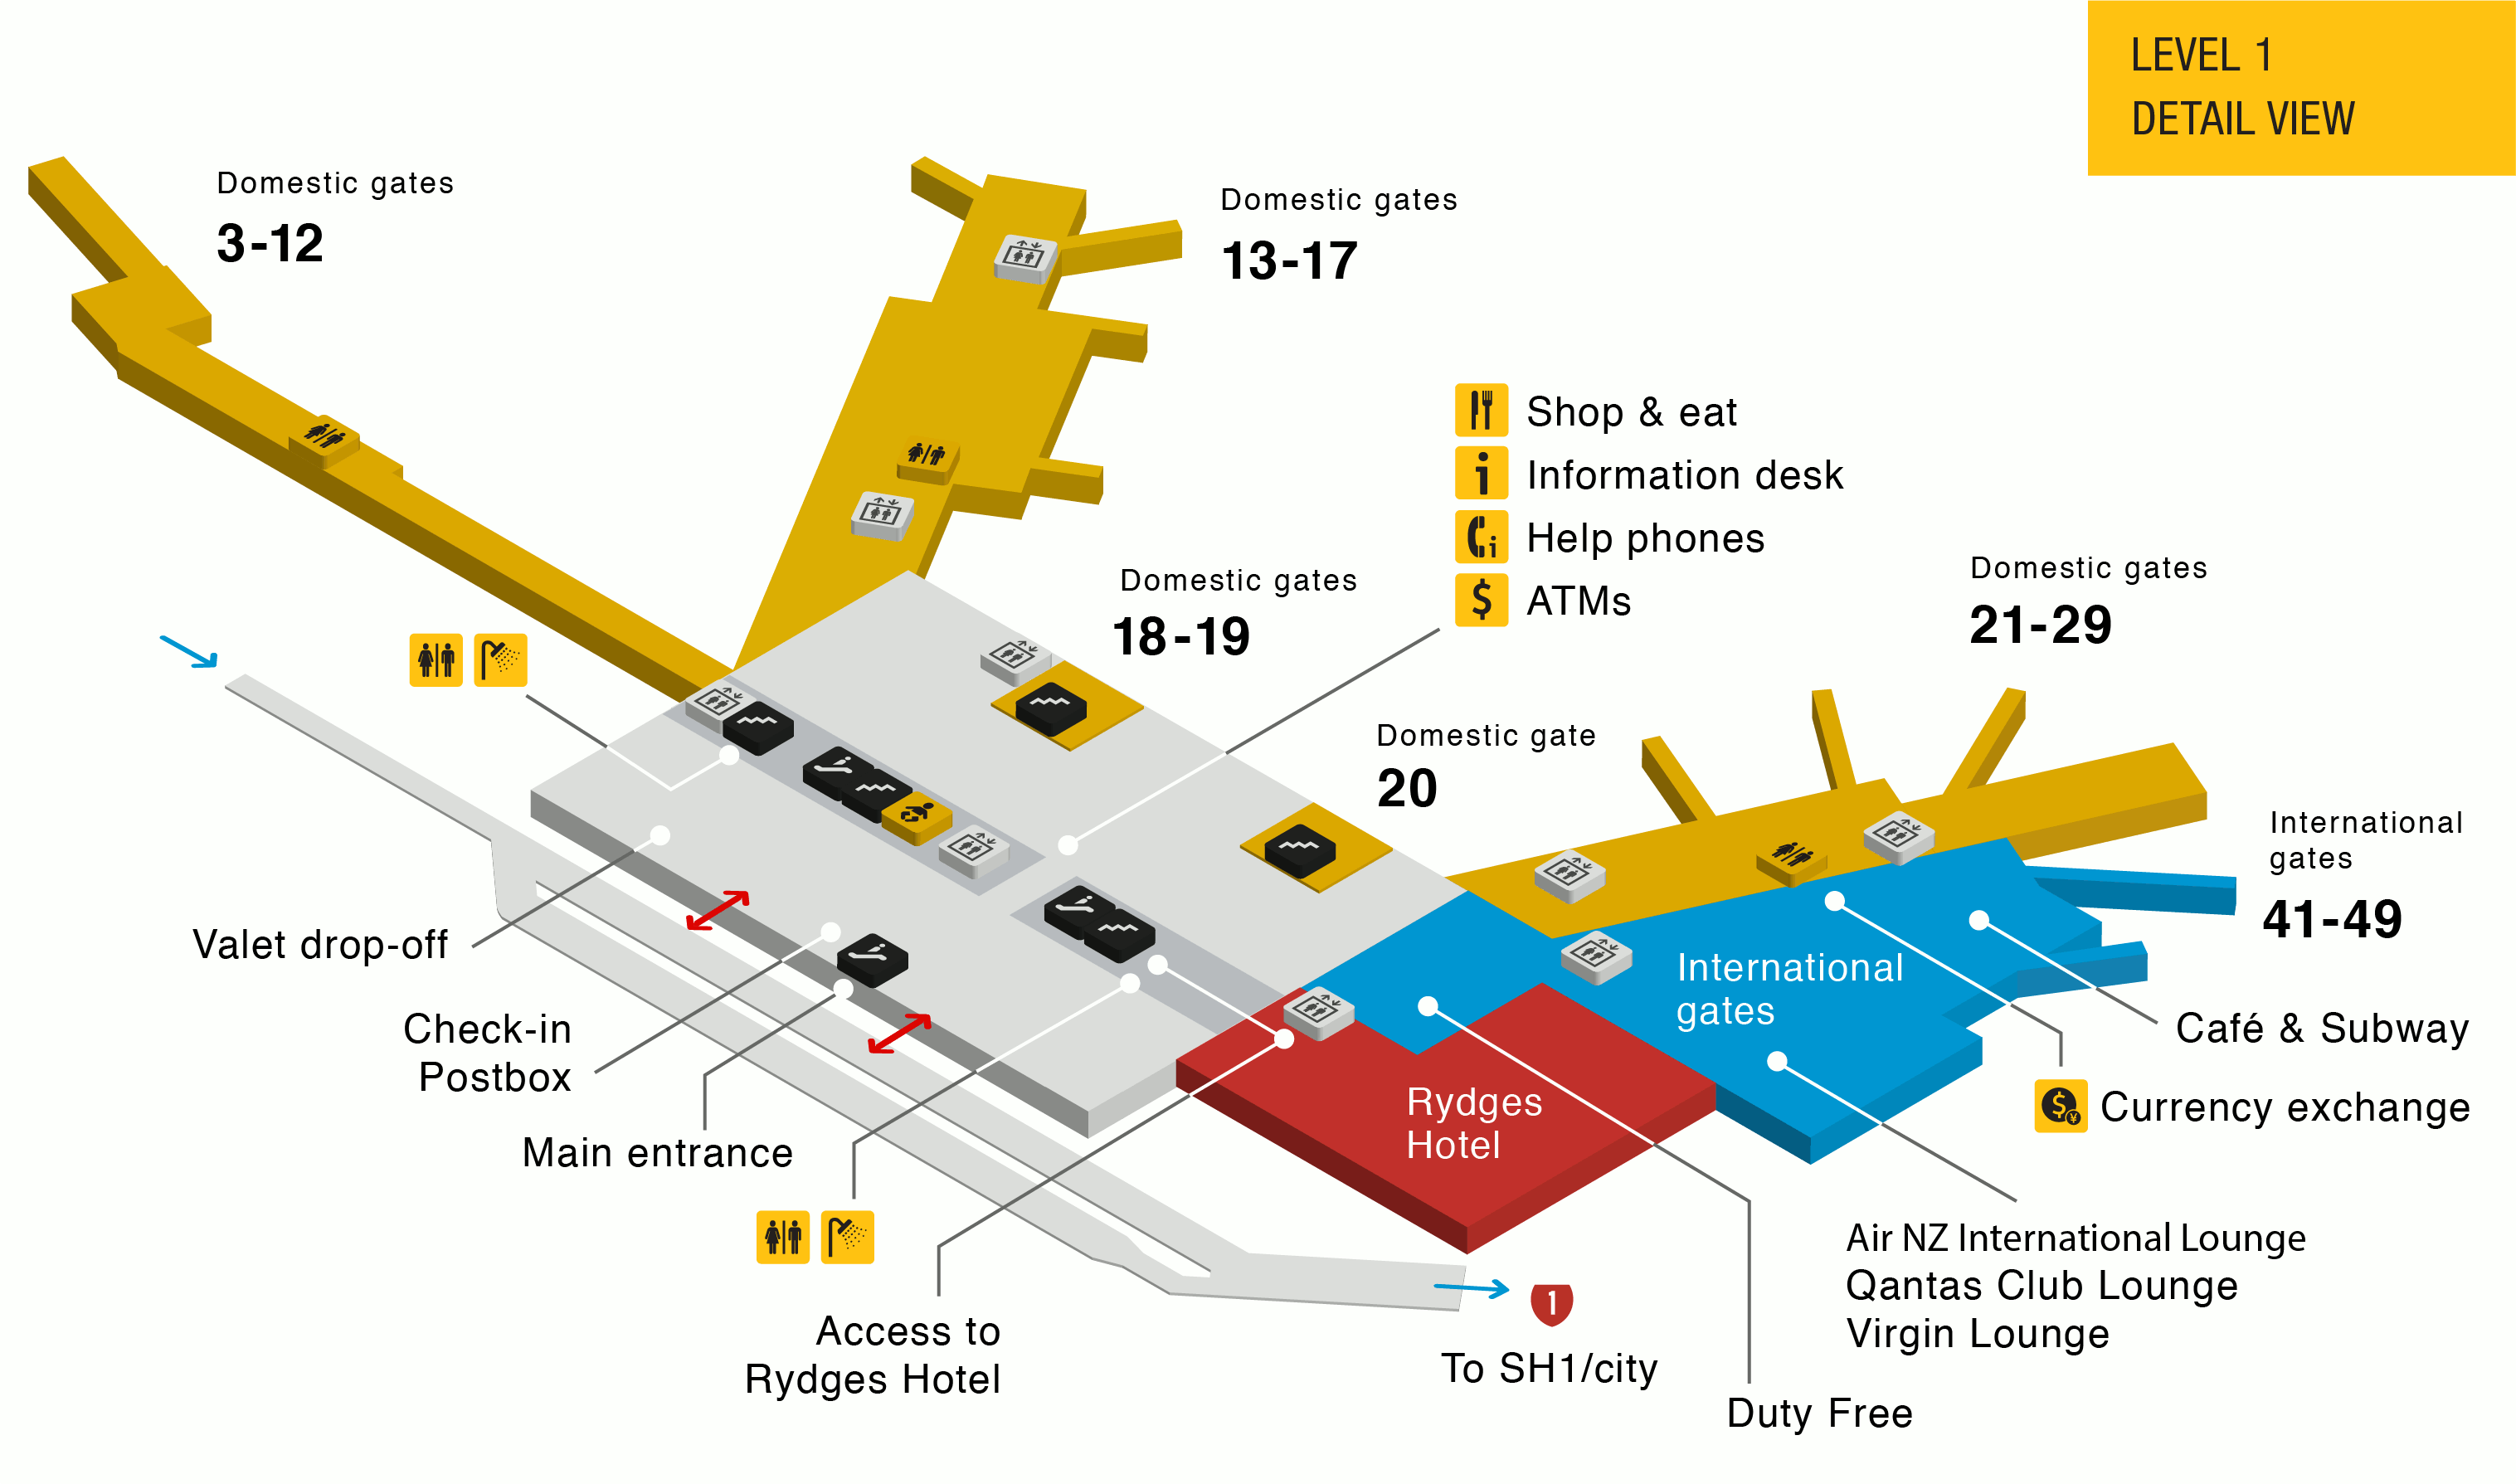 LEVEL 1
DETAIL VIEW
Domestic gates
3-12
Domestic gates
13-17
Shop & eat
Information desk
Help phones
ATMs
Domestic gates
18-19
Domestic gates
21-29
Domestic gate
20
International
gates
41-49
Valet drop-off
International
gates
Check-in
Postbox
Café & Subway
Main entrance
Rydges
Hotel
Currency exchange
Access to
Rydges Hotel
1
To SH1/city
Air NZ International Lounge
Qantas Club Lounge
Virgin Lounge
Duty Free